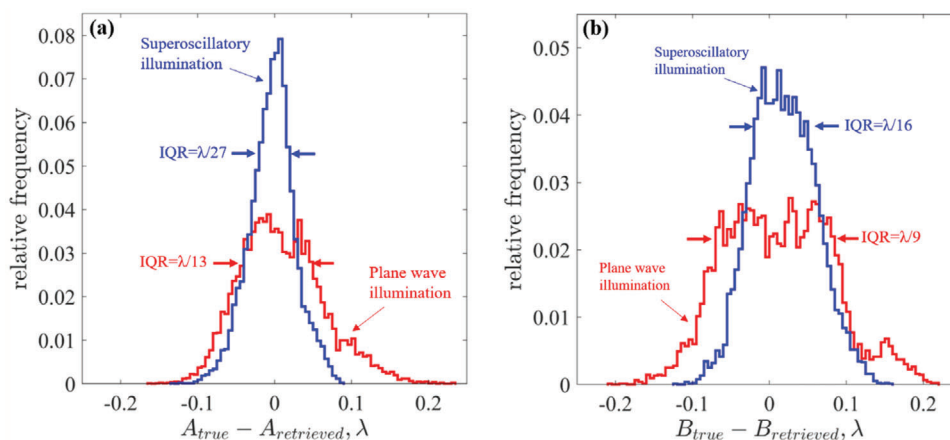 (a)
0.08
0.07
0.06
0.05
0.04
0.03
0.02
0.01
0
relative frequency
Superoscillatory
illumination
IQR=λ/27
IQR=λ/13
Plane wave
illumination
-0.2 -0.1 0 0.1 0.2
A_true − A_retrieved, λ
(b)
0.05
0.04
0.03
0.02
0.01
0
relative frequency
Superoscillatory
illumination
IQR=λ/16
IQR=λ/9
Plane wave
illumination
-0.2 -0.1 0 0.1 0.2
B_true − B_retrieved, λ